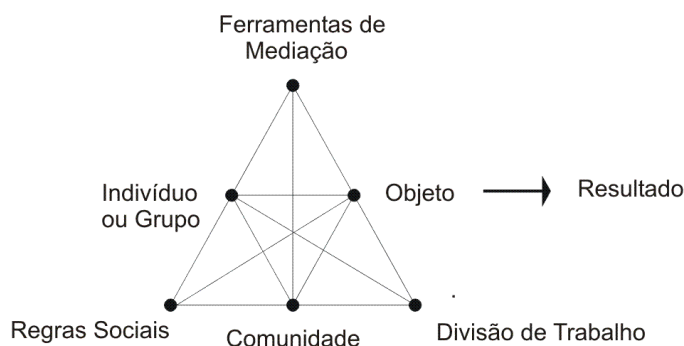 Ferramentas de
Mediação
Indivíduo
ou Grupo
Objeto
Resultado
Regras Sociais
Comunidade
Divisão de Trabalho